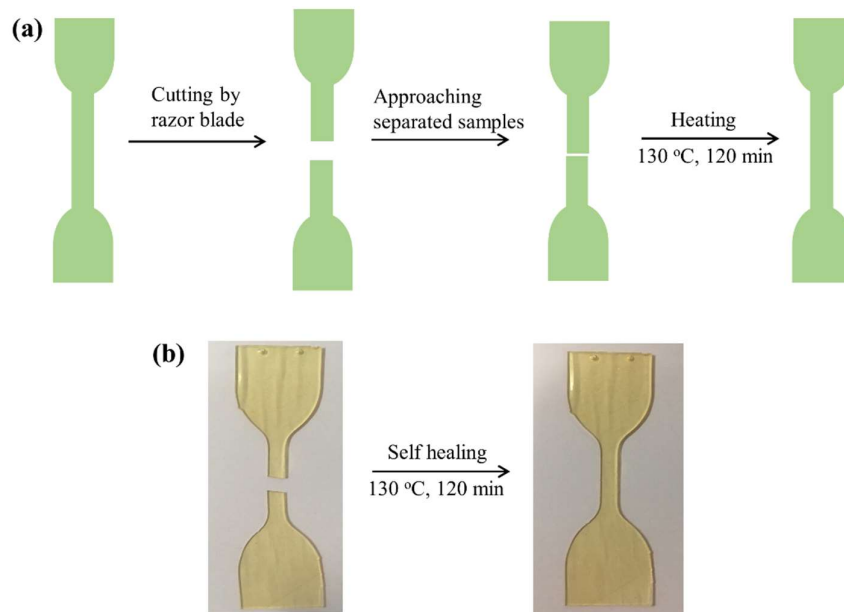 (a)
Cutting by
razor blade
Approaching
separated samples
Heating
130 °C, 120 min
(b)
Self healing
130 °C, 120 min